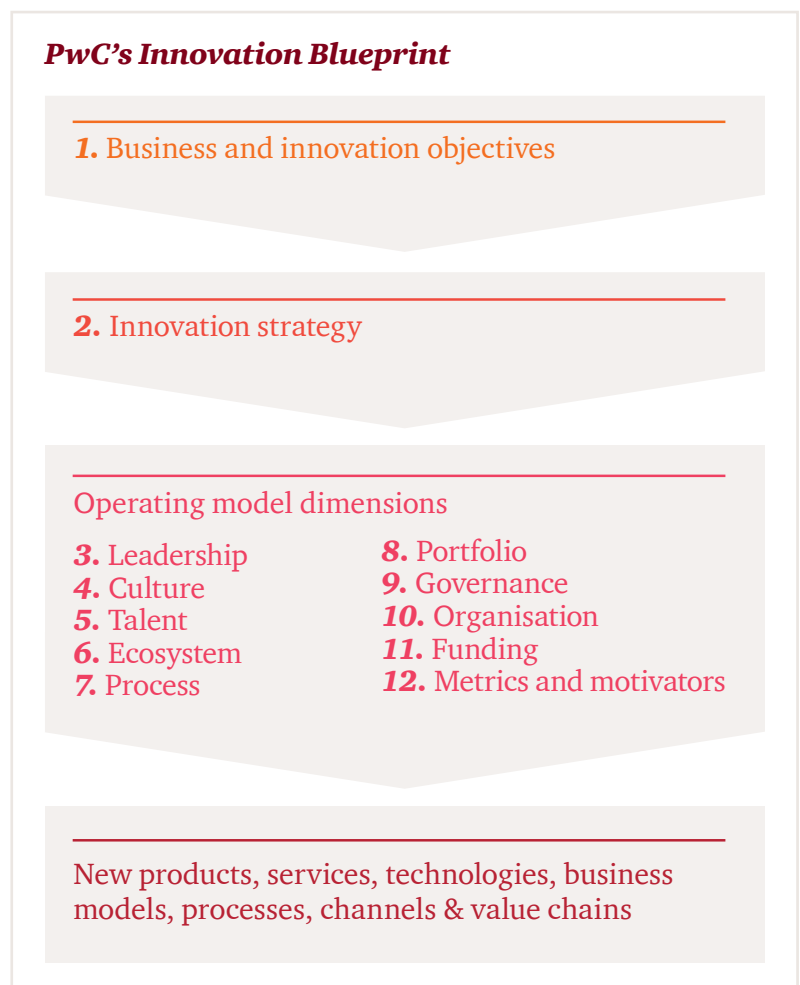 PwC’s Innovation Blueprint
1. Business and innovation objectives
2. Innovation strategy
Operating model dimensions
3. Leadership
4. Culture
5. Talent
6. Ecosystem
7. Process
8. Portfolio
9. Governance
10. Organisation
11. Funding
12. Metrics and motivators
New products, services, technologies, business
models, processes, channels & value chains